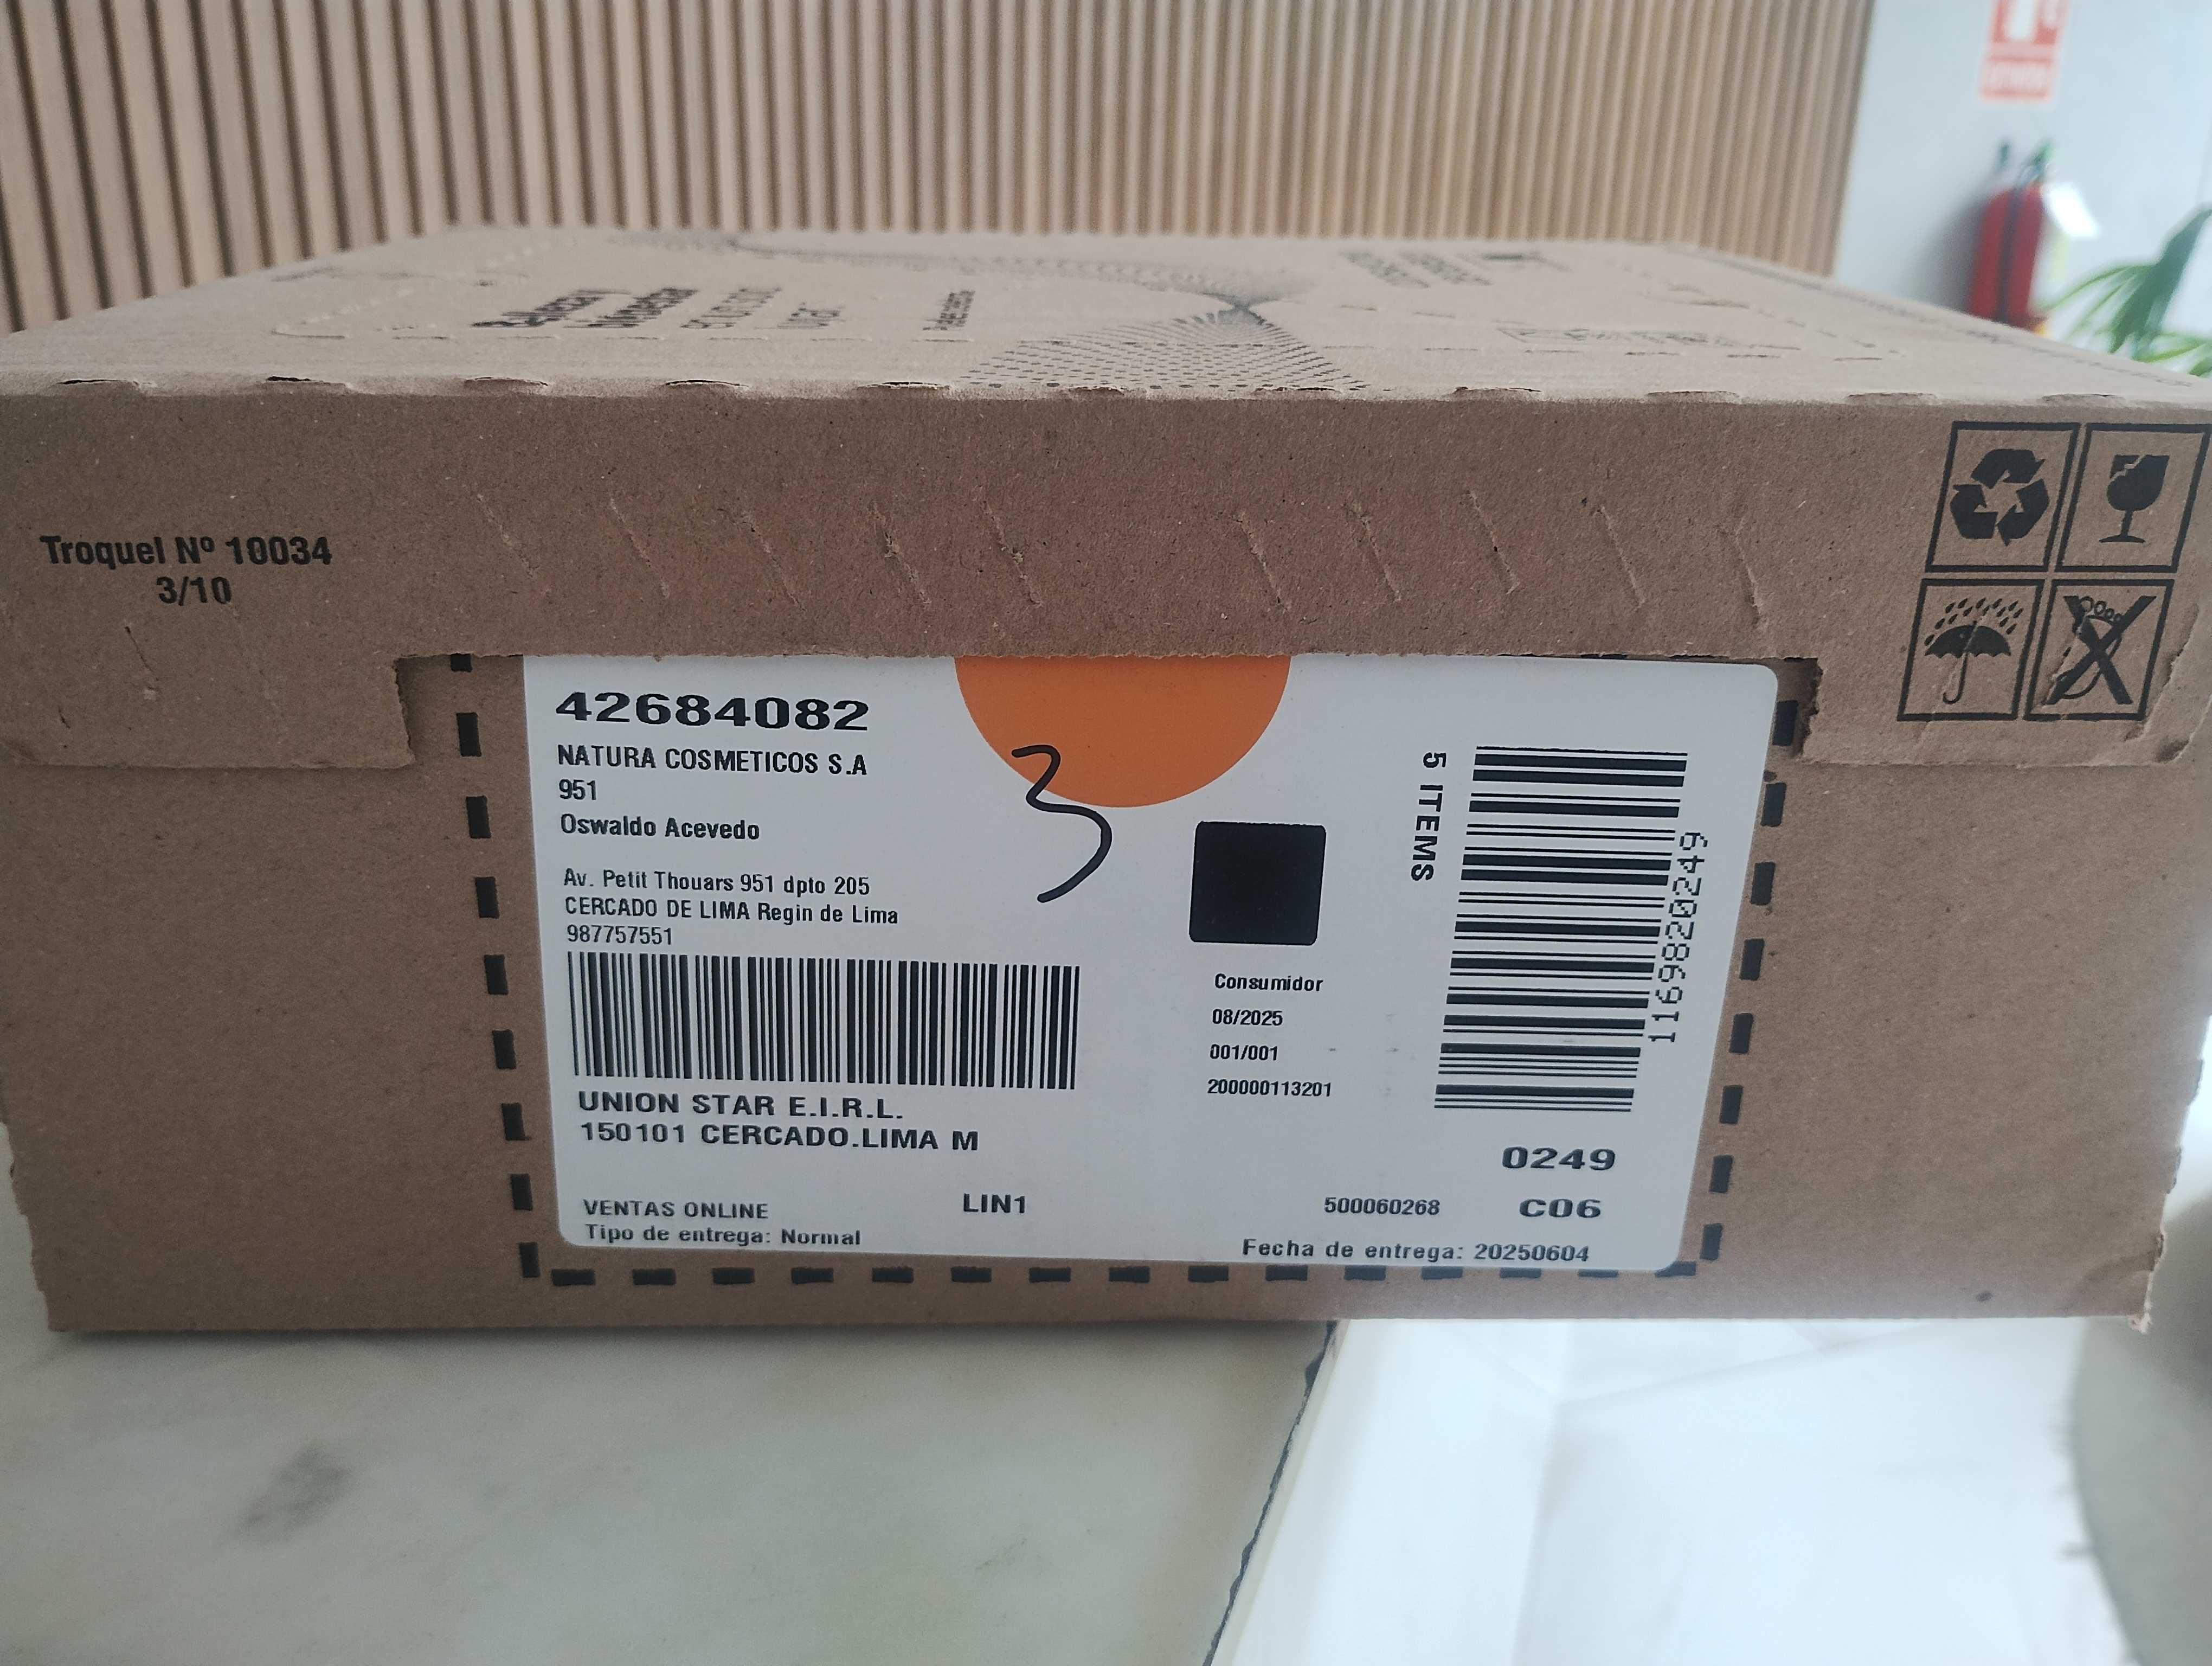 Troquel Nº 10034
3/10
42684082
NATURA COSMETICOS S.A
951
Oswaldo Acevedo
Av. Petit Thouars 951 dpto 205
CERCADO DE LIMA Regin de Lima
987757551
UNION STAR E.I.R.L.
150101 CERCADO.LIMA M
VENTAS ONLINE
LIN1
Tipo de entrega: Normal
3
Consumidor
08/2025
001/001
200000113201
5 ITEMS
11698200249
0249
500060268
C06
Fecha de entrega: 20250604